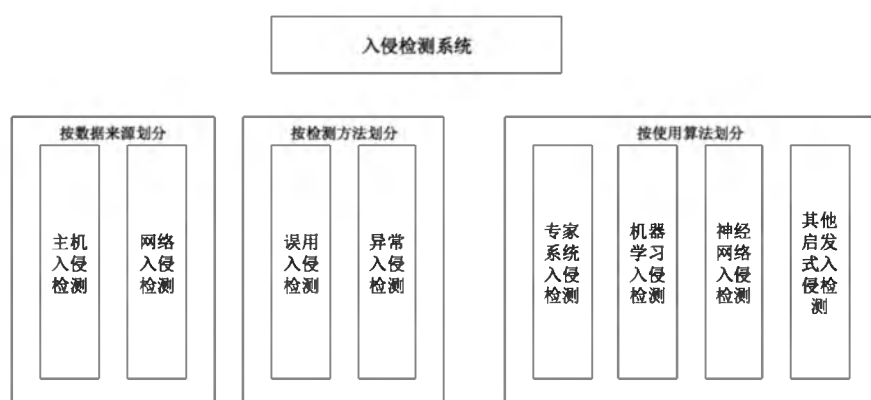 入侵检测系统
按数据来源划分
主机
入侵
检测
网络
入侵
检测
按检测方法划分
误用
入侵
检测
异常
入侵
检测
按使用算法划分
专家
系统
入侵
检测
机器
学习
入侵
检测
神经
网络
入侵
检测
其他
启发
式入
侵检
测